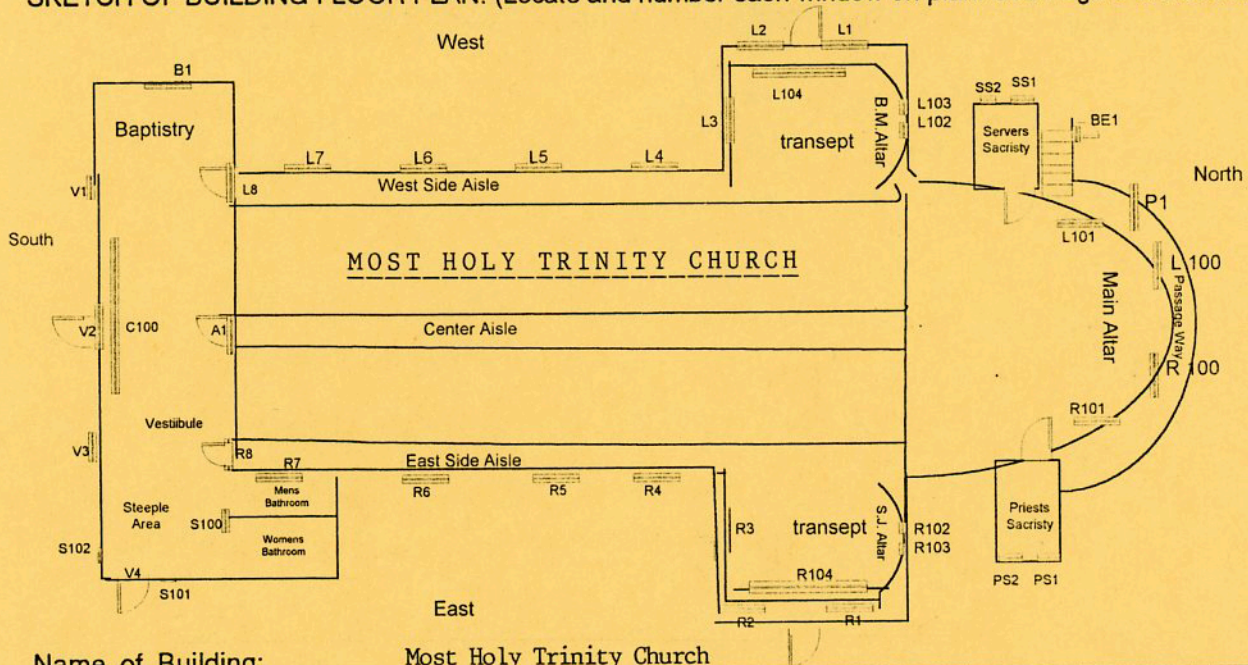 SKETCH OF BUILDING FLOOR PLAN: (Locate and number each window on plan
L2
L1
West
B1
L104
L103
L102
B.M.Altar
SS2
SS1
Baptistry
L3
transept
Servers
Sacristy
BE1
L7
L6
L5
L4
V1
L8
West Side Aisle
North
P1
L101
South
MOST HOLY TRINITY CHURCH
L 100
Main Altar
Passage Way
V2
C100
A1
Center Aisle
R 100
R101
Vestiibule
V3
R8
R7
East Side Aisle
R6
R5
R4
Mens
Bathroom
Steeple
Area
S100
Womens
Bathroom
R3
transept
S.J. Altar
R102
R103
Priests
Sacristy
S102
V4
S101
R104
PS2
PS1
East
R2
R1
Name of Building:
Most Holy Trinity Church